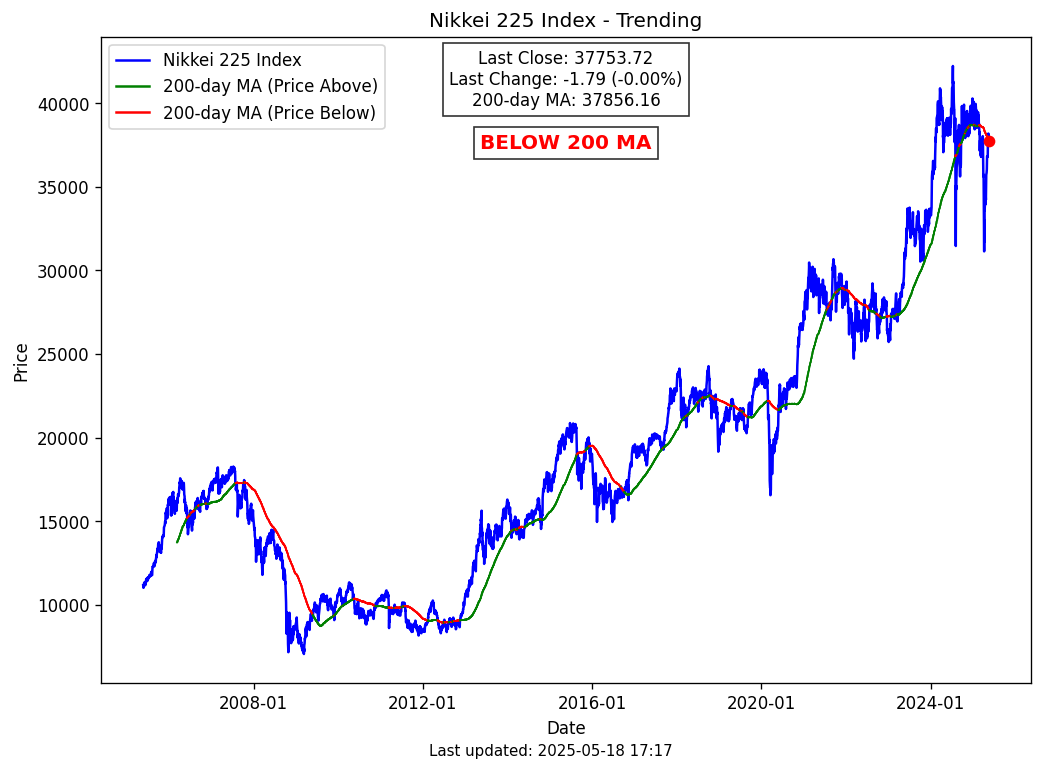 Nikkei 225 Index - Trending
Nikkei 225 Index
200-day MA (Price Above)
200-day MA (Price Below)
Last Close: 37753.72
Last Change: -1.79 (-0.00%)
200-day MA: 37856.16
BELOW 200 MA
Price
40000
35000
30000
25000
20000
15000
10000
2008-01
2012-01
2016-01
2020-01
2024-01
Date
Last updated: 2025-05-18 17:17